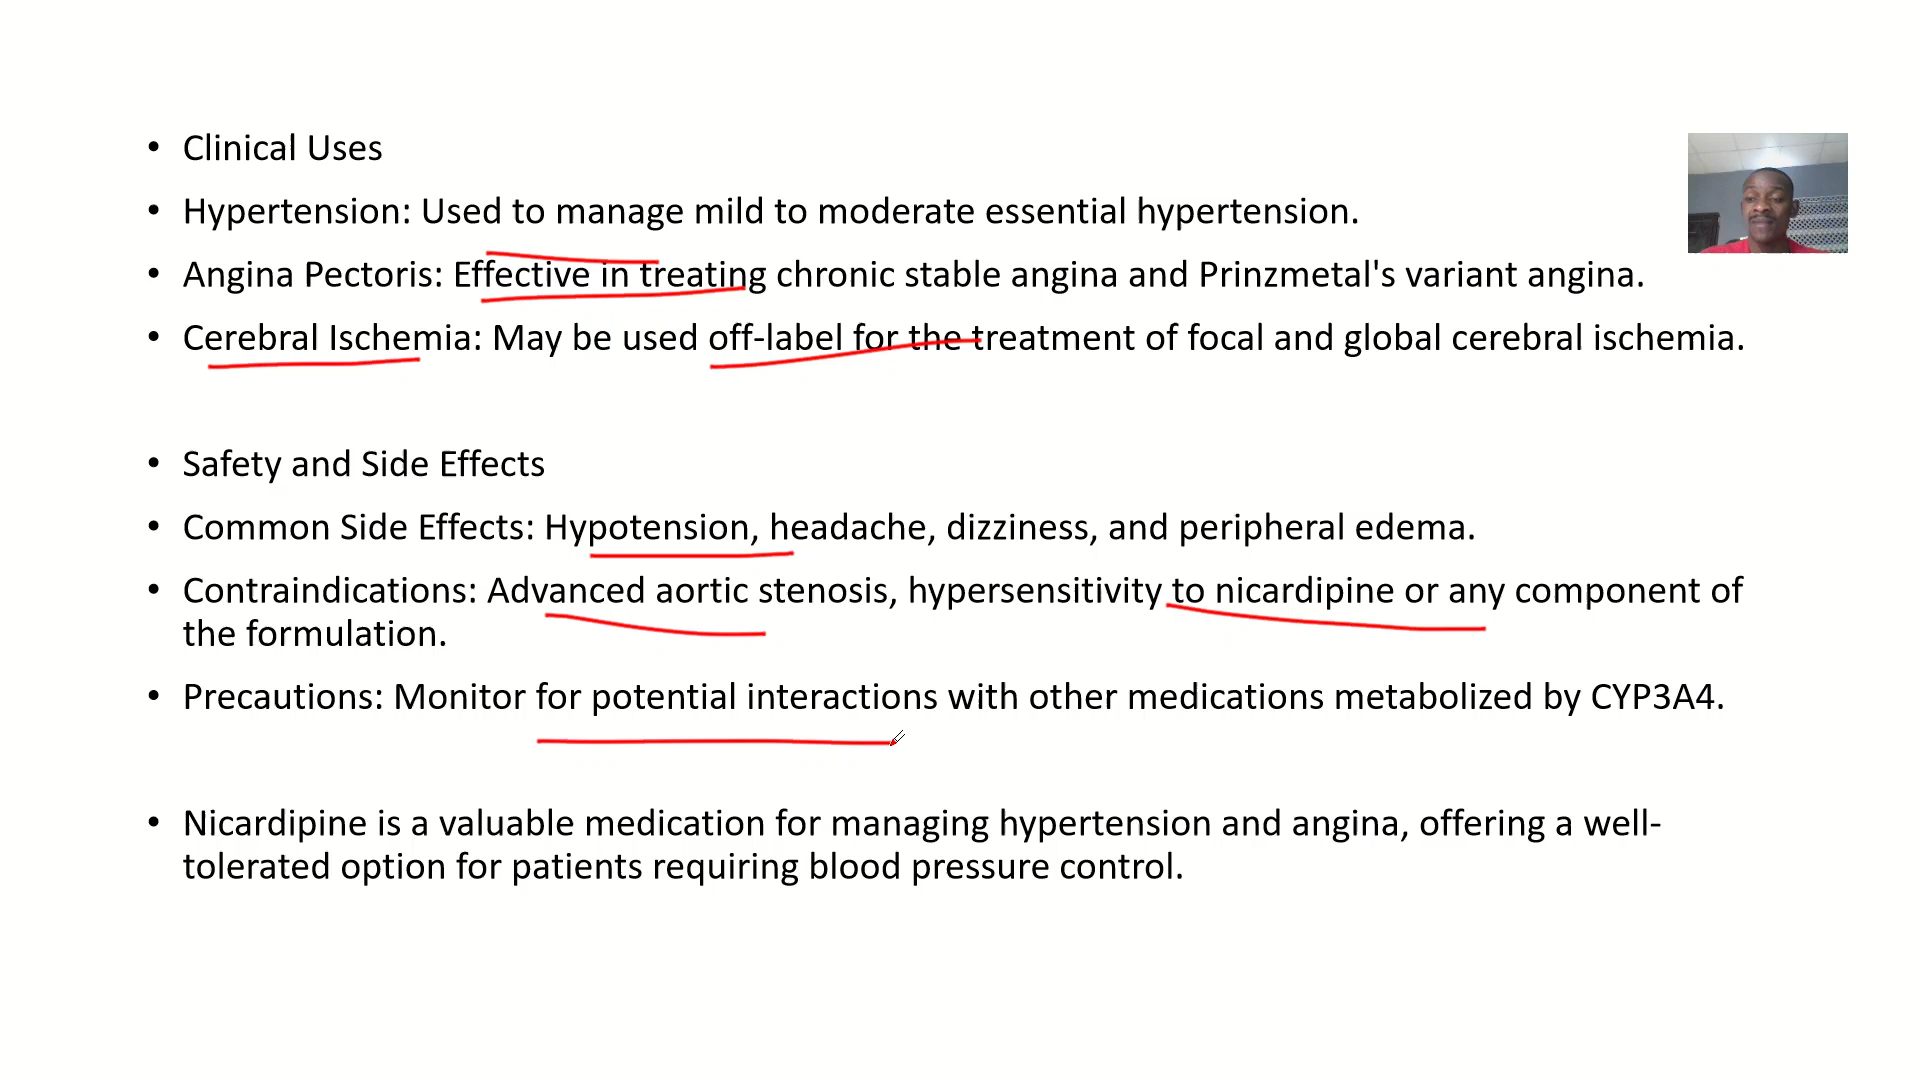 • Clinical Uses
• Hypertension: Used to manage mild to moderate essential hypertension.
• Angina Pectoris: Effective in treating chronic stable angina and Prinzmetal's variant angina.
• Cerebral Ischemia: May be used off-label for the treatment of focal and global cerebral ischemia.
• Safety and Side Effects
• Common Side Effects: Hypotension, headache, dizziness, and peripheral edema.
• Contraindications: Advanced aortic stenosis, hypersensitivity to nicardipine or any component of
the formulation.
• Precautions: Monitor for potential interactions with other medications metabolized by CYP3A4.
• Nicardipine is a valuable medication for managing hypertension and angina, offering a well-
tolerated option for patients requiring blood pressure control.